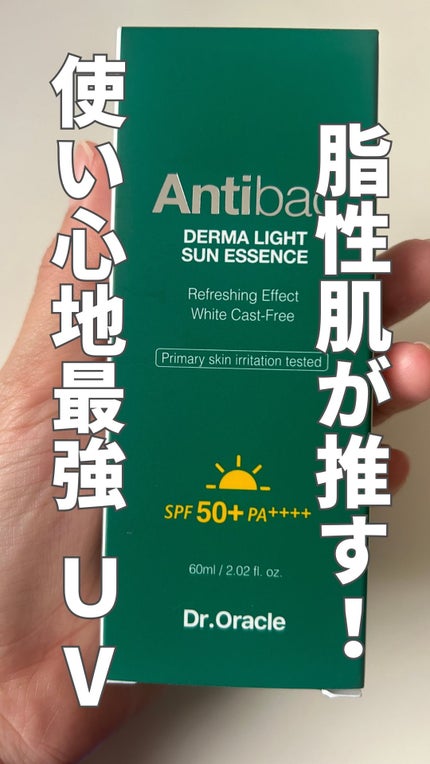 脂性肌が推す！
使い心地最強 UV
Antibac
DERMA LIGHT
SUN ESSENCE
Refreshing Effect
White Cast-Free
Primary skin irritation tested
SPF 50+ PA++++
60ml / 2.02 fl. oz.
Dr.Oracle